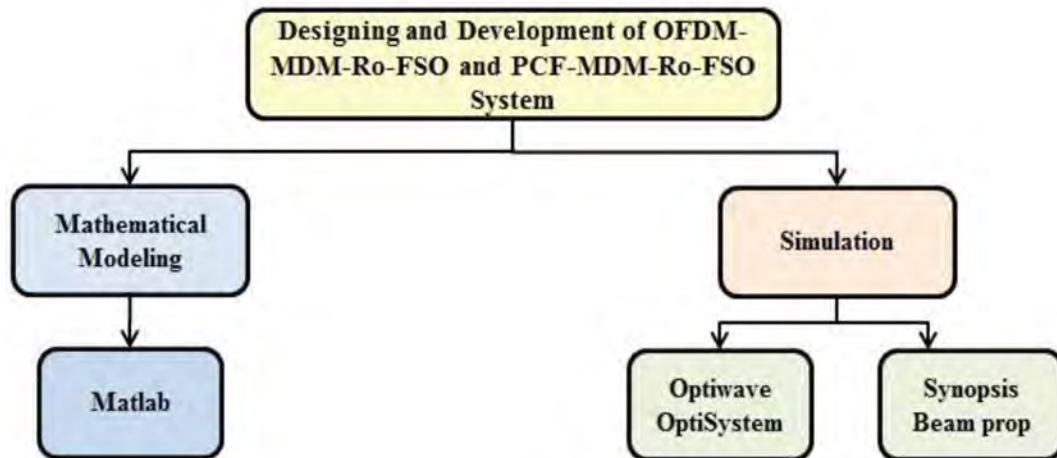 Designing and Development of OFDM-
MDM-Ro-FSO and PCF-MDM-Ro-FSO
System
Mathematical
Modeling
Simulation
Matlab
Optiwave
OptiSystem
Synopsis
Beam prop